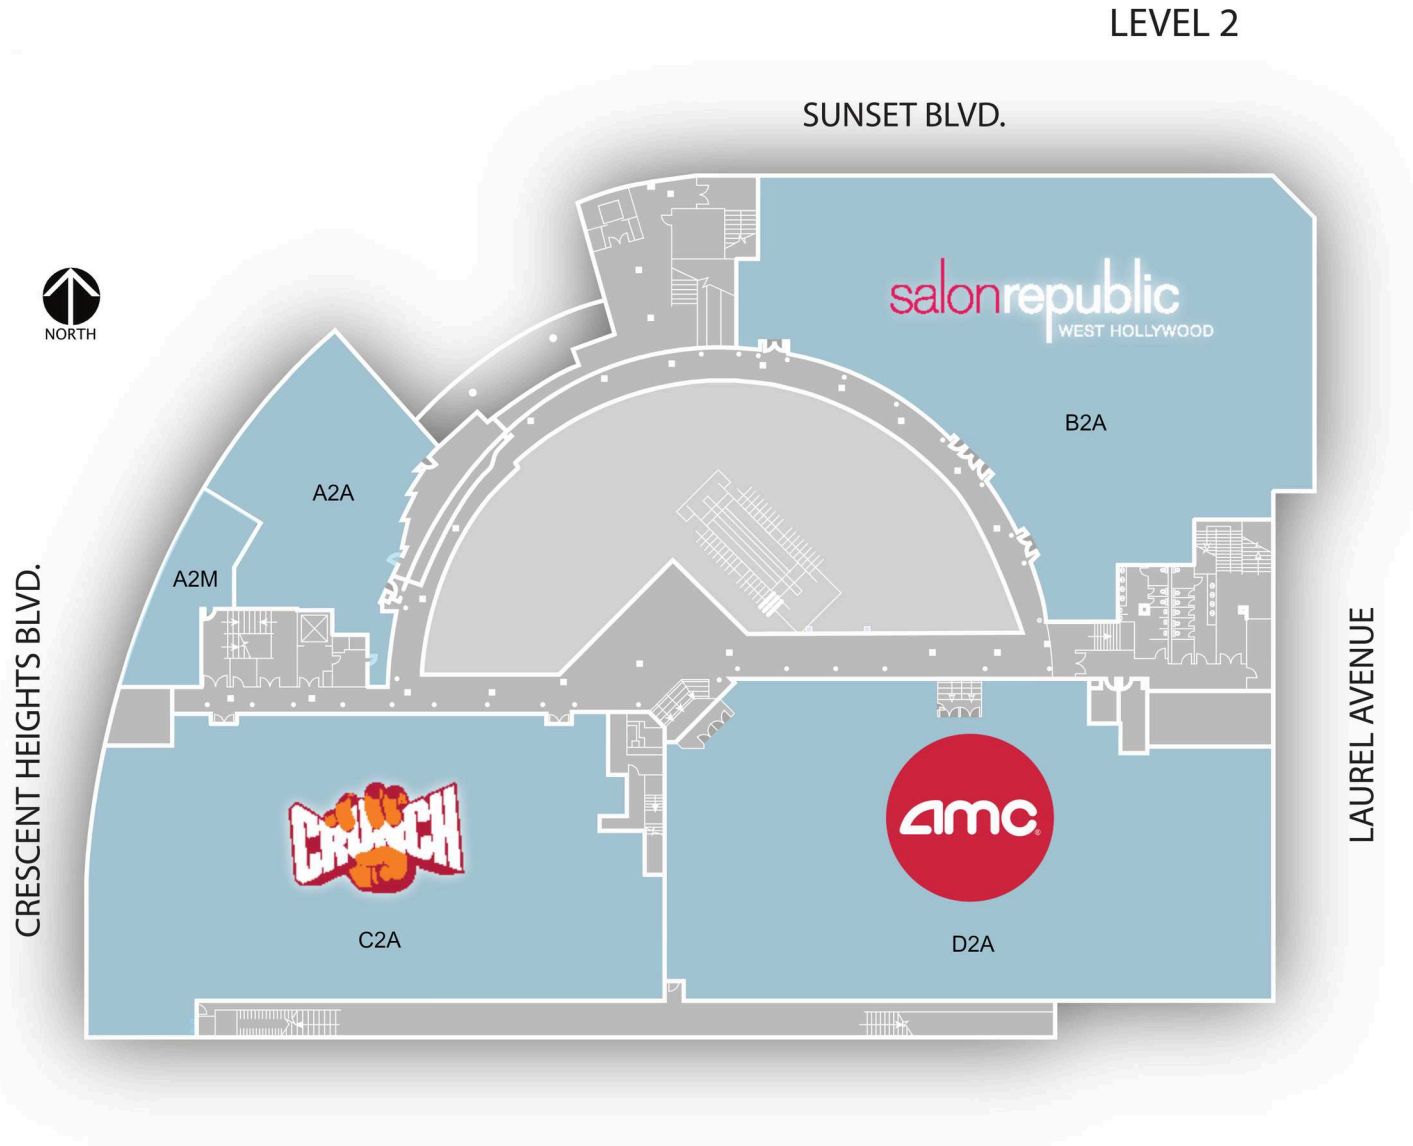 LEVEL 2
SUNSET BLVD.
salonrepublic
WEST HOLLYWOOD
NORTH
B2A
A2A
A2M
CRESCENT HEIGHTS BLVD.
LAUREL AVENUE
CRUNCH
amc
C2A
D2A